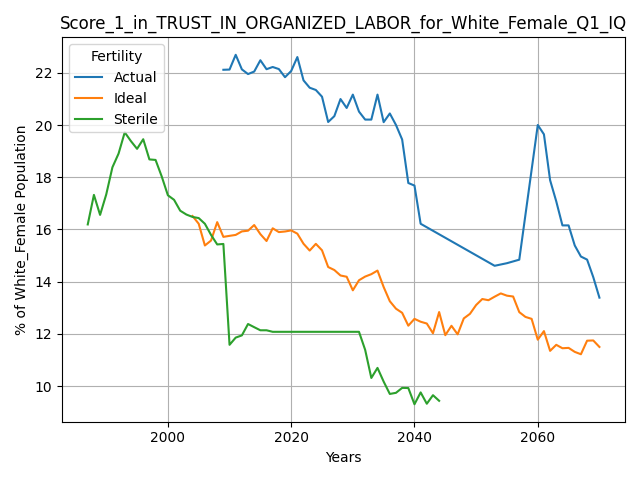 Score_1_in_TRUST_IN_ORGANIZED_LABOR_for_White_Female_Q1_IQ
Fertility
Actual
Ideal
Sterile
% of White_Female Population
22
20
18
16
14
12
10
2000
2020
2040
2060
Years